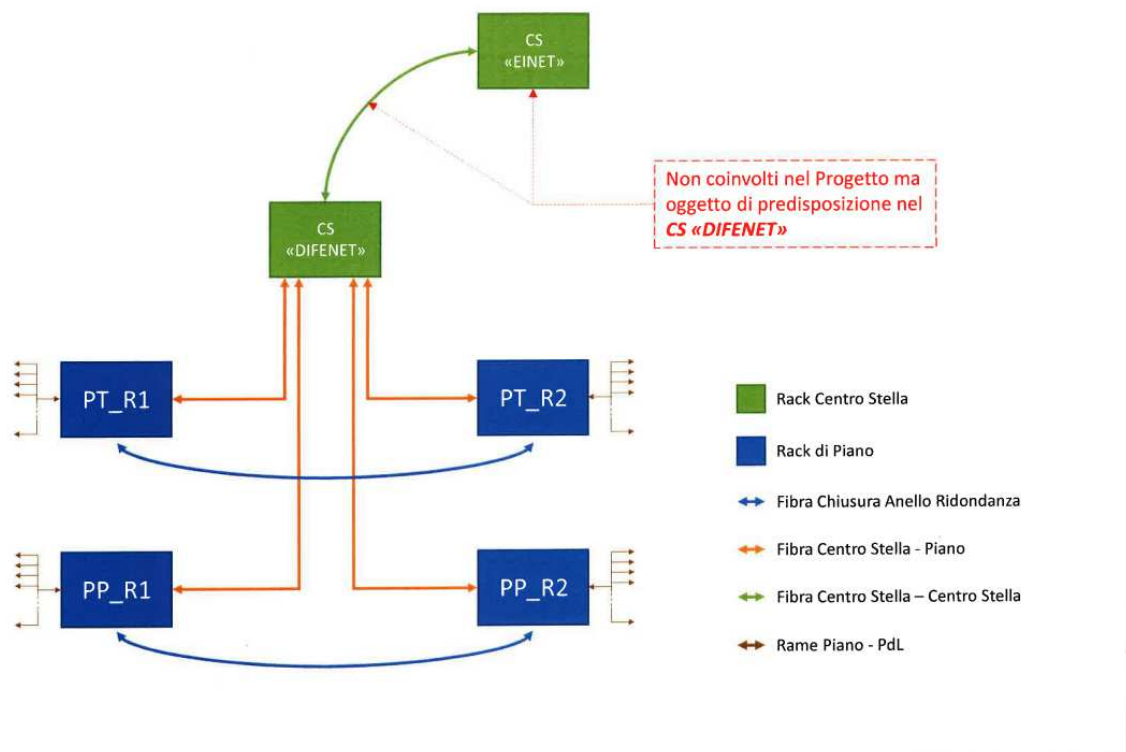 CS
«EINET»
Non coinvolti nel Progetto ma
oggetto di predisposizione nel
CS «DIFENET»
CS
«DIFENET»
PT_R1
PT_R2
PP_R1
PP_R2
Rack Centro Stella
Rack di Piano
Fibra Chiusura Anello Ridondanza
Fibra Centro Stella - Piano
Fibra Centro Stella – Centro Stella
Rame Piano - PdL